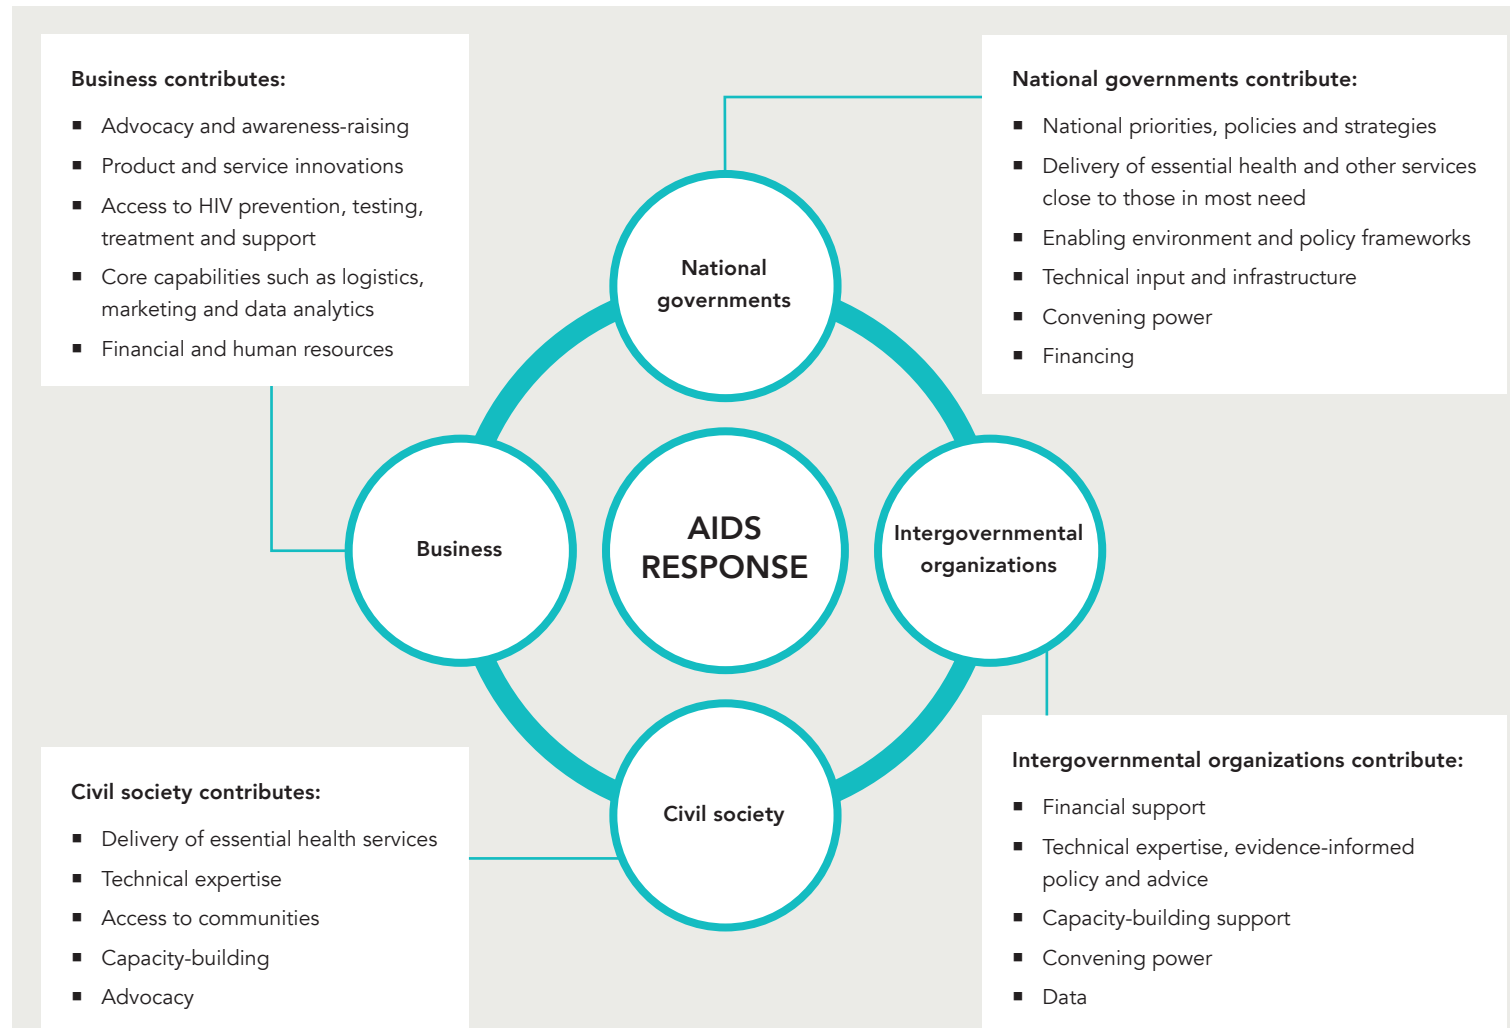 Business contributes:
■ Advocacy and awareness-raising
■ Product and service innovations
■ Access to HIV prevention, testing,
treatment and support
■ Core capabilities such as logistics,
marketing and data analytics
■ Financial and human resources
National governments contribute:
■ National priorities, policies and strategies
■ Delivery of essential health and other services
close to those in most need
■ Enabling environment and policy frameworks
■ Technical input and infrastructure
■ Convening power
■ Financing
National
governments
Business
AIDS
RESPONSE
Intergovernmental
organizations
Civil society
Civil society contributes:
■ Delivery of essential health services
■ Technical expertise
■ Access to communities
■ Capacity-building
■ Advocacy
Intergovernmental organizations contribute:
■ Financial support
■ Technical expertise, evidence-informed
policy and advice
■ Capacity-building support
■ Convening power
■ Data